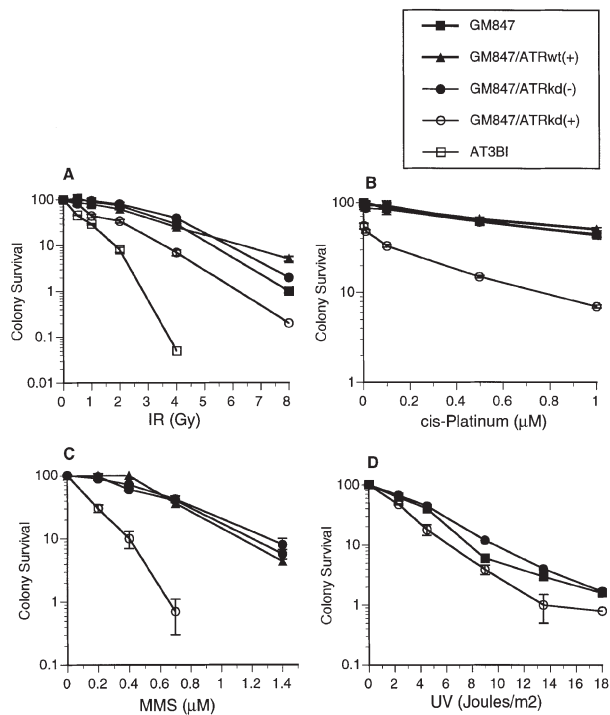 GM847
GM847/ATRwt(+)
GM847/ATRkd(-)
GM847/ATRkd(+)
AT3BI
A
Colony Survival
100
10
1
0.1
0.01
0 1 2 3 4 5 6 7 8
IR (Gy)
B
Colony Survival
100
10
1
0 0.2 0.4 0.6 0.8 1
cis-Platinum (μM)
C
Colony Survival
100
10
1
0.1
0 0.2 0.4 0.6 0.8 1 1.2 1.4
MMS (μM)
D
Colony Survival
100
10
1
0.1
0 2 4 6 8 10 12 14 16 18
UV (Joules/m2)